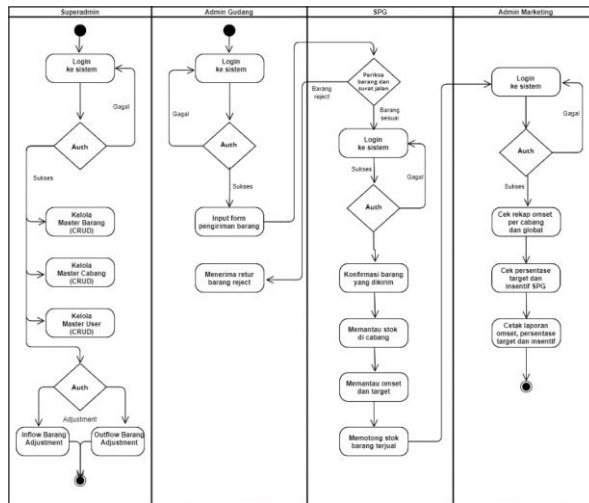 Superadmin
Admin Gudang
SPG
Admin Marketing
Login
ke sistem
Gagal
Auth
Sukses
Kelola
Master Barang
(CRUD)
Kelola
Master Cabang
(CRUD)
Kelola
Master User
(CRUD)
Auth
Adjustment
Inflow Barang
Adjustment
Outflow Barang
Adjustment
Login
ke sistem
Gagal
Auth
Sukses
Input form
pengiriman barang
Menerima retur
barang reject
Periksa
barang dan
surat jalan
Barang
reject
Barang
sesuai
Login
ke sistem
Sukses
Gagal
Auth
Konfirmasi barang
yang dikirim
Memantau stok
di cabang
Memantau omset
dan target
Memotong stok
barang terjual
Login
ke sistem
Gagal
Auth
Sukses
Cek rekap omset
per cabang
dan global
Cek persentase
target dan
insentif SPG
Cetak laporan
omset, persentase
target dan insentif